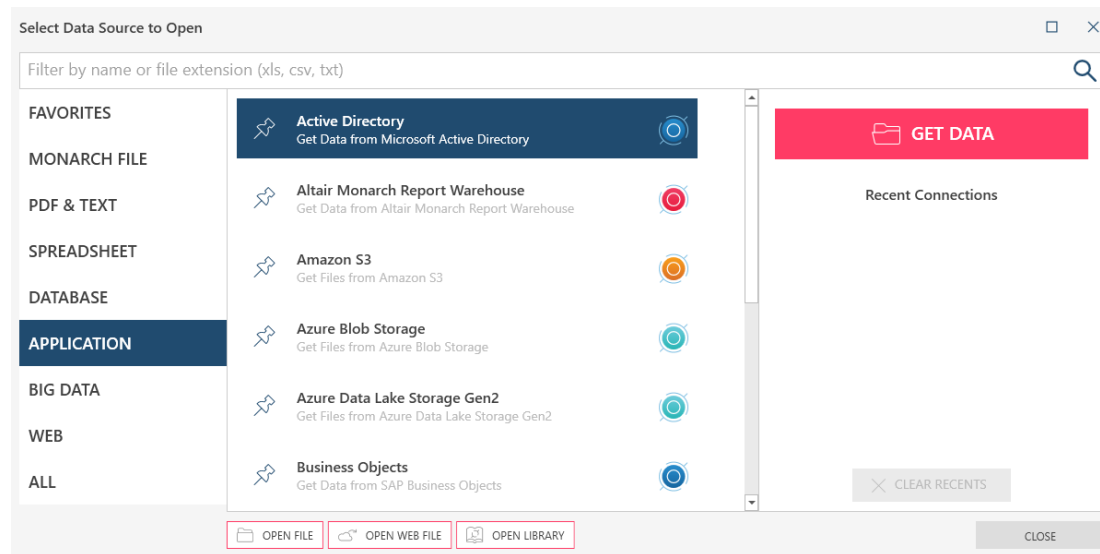 Select Data Source to Open
Filter by name or file extension (xls, csv, txt)
FAVORITES
MONARCH FILE
PDF & TEXT
SPREADSHEET
DATABASE
APPLICATION
BIG DATA
WEB
ALL
Active Directory
Get Data from Microsoft Active Directory
Altair Monarch Report Warehouse
Get Data from Altair Monarch Report Warehouse
Amazon S3
Get Files from Amazon S3
Azure Blob Storage
Get Files from Azure Blob Storage
Azure Data Lake Storage Gen2
Get Files from Azure Data Lake Storage Gen2
Business Objects
Get Data from SAP Business Objects
GET DATA
Recent Connections
CLEAR RECENTS
OPEN FILE
OPEN WEB FILE
OPEN LIBRARY
CLOSE